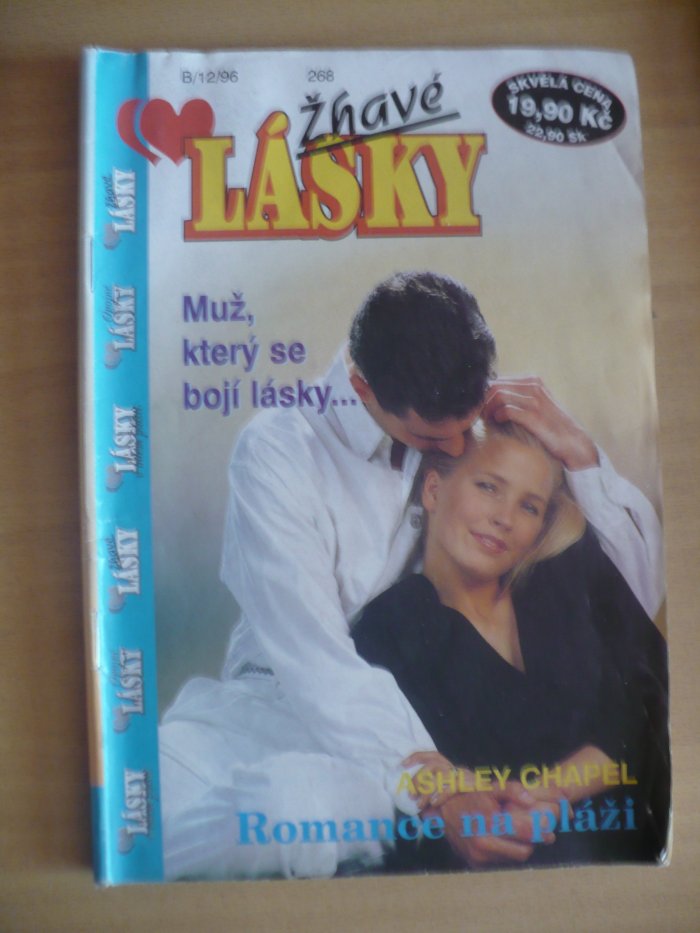 B/12/96 268
Žhavé
LÁSKY
SKVĚLÁ CENA
19,90 Kč
22,90 Sk
Muž,
který se
bojí lásky...
ASHLEY CHAPEL
Romance na pláži
LÁSKY
LÁSKY
LÁSKY
LÁSKY
LÁSKY
LÁSKY